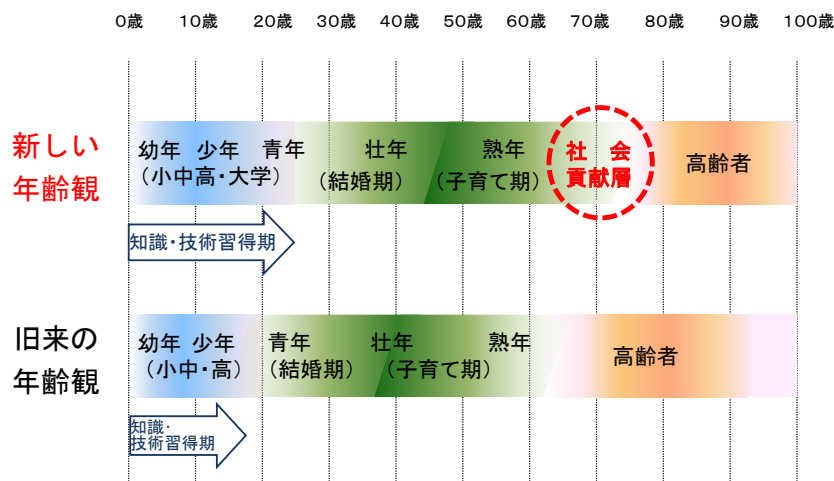 0歳 10歳 20歳 30歳 40歳 50歳 60歳 70歳 80歳 90歳 100歳
新しい
年齢観
幼年 少年 青年 壮年 熟年 社 会
(小中高・大学) (結婚期) (子育て期) 貢献層 高齢者
知識・技術習得期
旧来の
年齢観
幼年 少年 青年 壮年 熟年
(小中・高) (結婚期) (子育て期) 高齢者
知識・
技術習得期